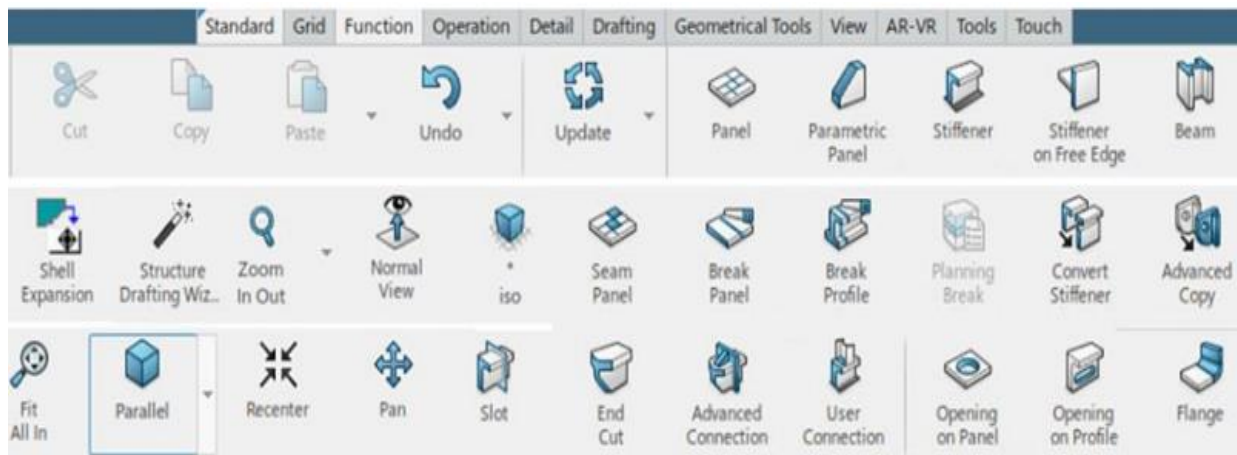 Standard Grid Function Operation Detail Drafting Geometrical Tools View AR-VR Tools Touch
Cut Copy Paste Undo Update Panel Parametric Stiffener Stiffener Beam
Panel on Free Edge
Shell Structure Zoom Normal * Seam Break Break Planning Convert Advanced
Expansion Drafting Wiz... In Out View iso Panel Panel Profile Break Stiffener Copy
Fit Parallel Recenter Pan Slot End Advanced User Opening Opening Flange
All In Cut Connection Connection on Panel on Profile